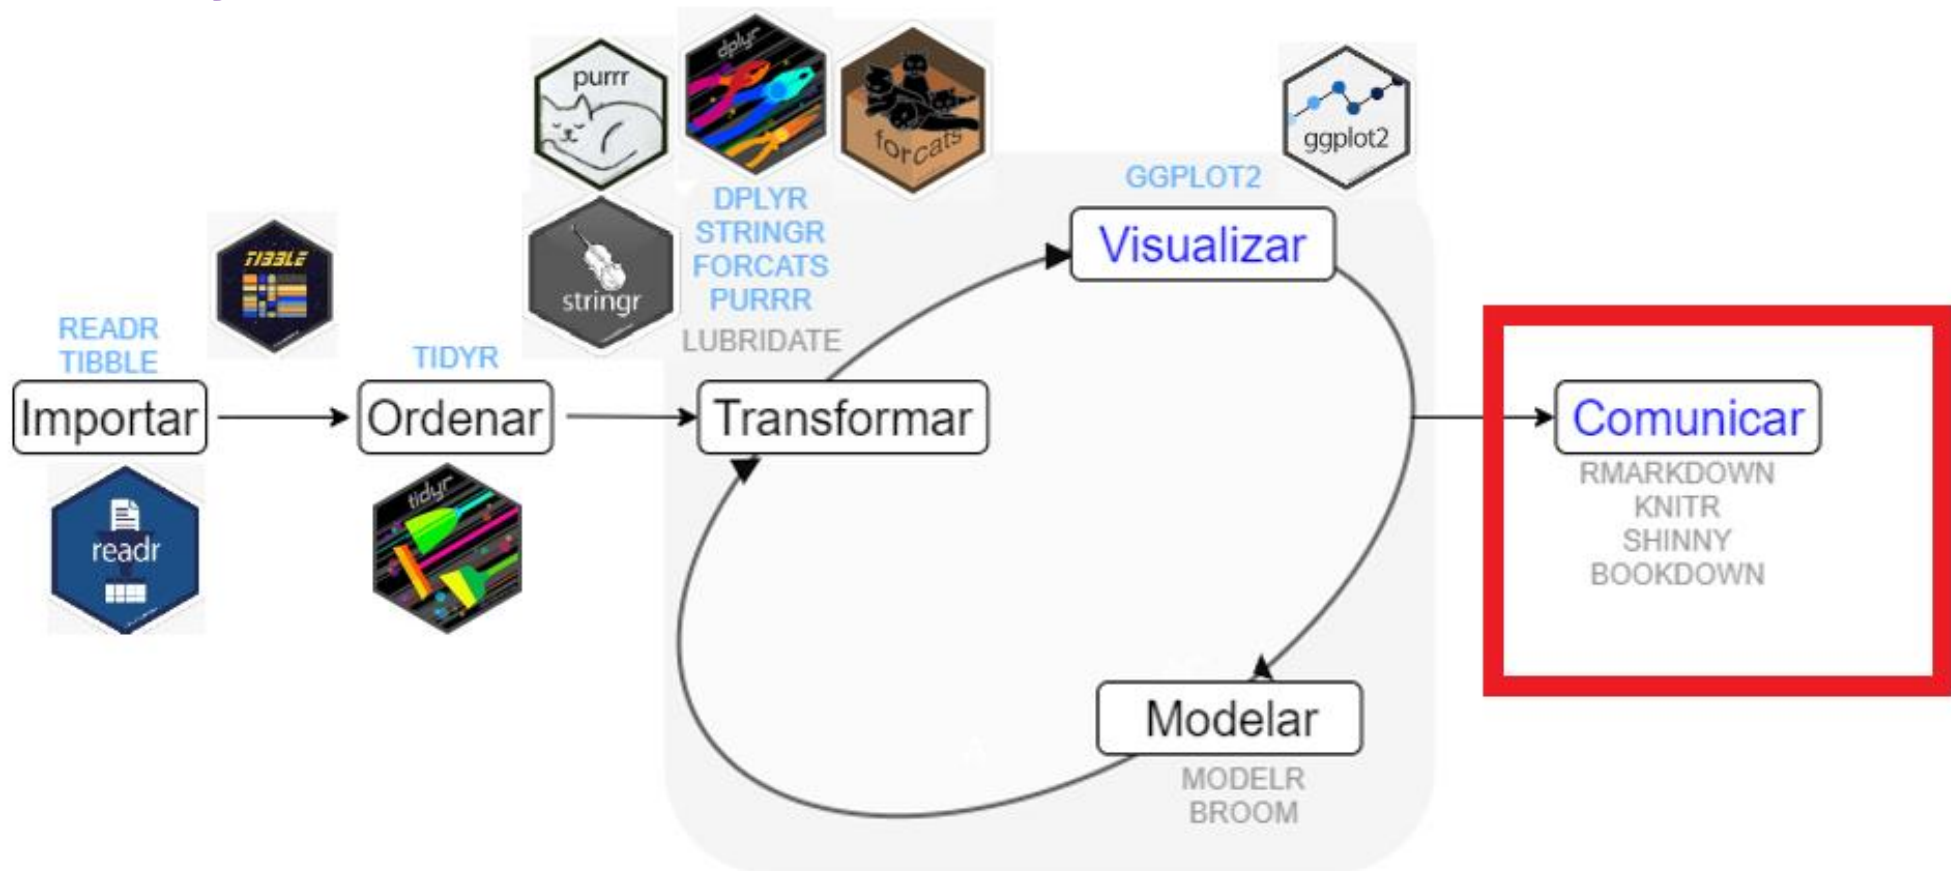 purrr
dplyr
forcats
ggplot2
GGPLOT2
TIBBLE
stringr
DPLYR
STRINGR
FORCATS
PURRR
LUBRIDATE
Visualizar
READR
TIBBLE
TIDYR
Importar
Ordenar
Transformar
Comunicar
RMARKDOWN
KNITR
SHINNY
BOOKDOWN
readr
tidyr
Modelar
MODELR
BROOM